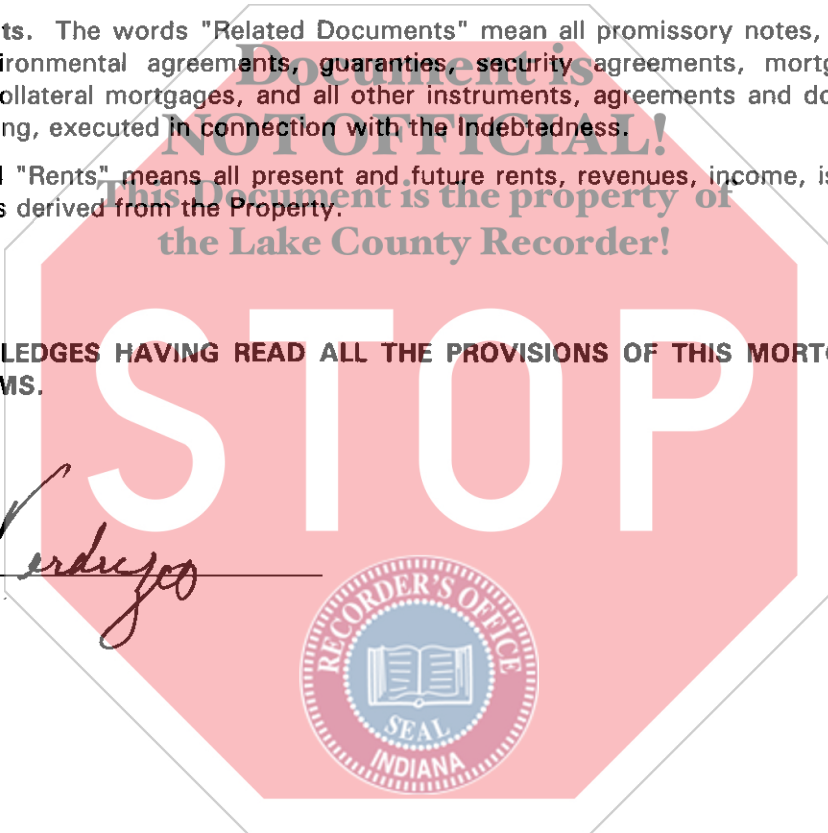 ts. The words "Related Documents" mean all promissory notes,
ironmental agreements, guaranties, security agreements, mortg
ollateral mortgages, and all other instruments, agreements and do
ng, executed in connection with the Indebtedness.
Document is
NOT OFFICIAL!
"Rents" means all present and future rents, revenues, income, is
s derived from the Property.
This Document is the property of
the Lake County Recorder!
LEDGES HAVING READ ALL THE PROVISIONS OF THIS MORT
MS.
STOP
Verduzco
RECORDER'S OFFICE
SEAL
INDIANA